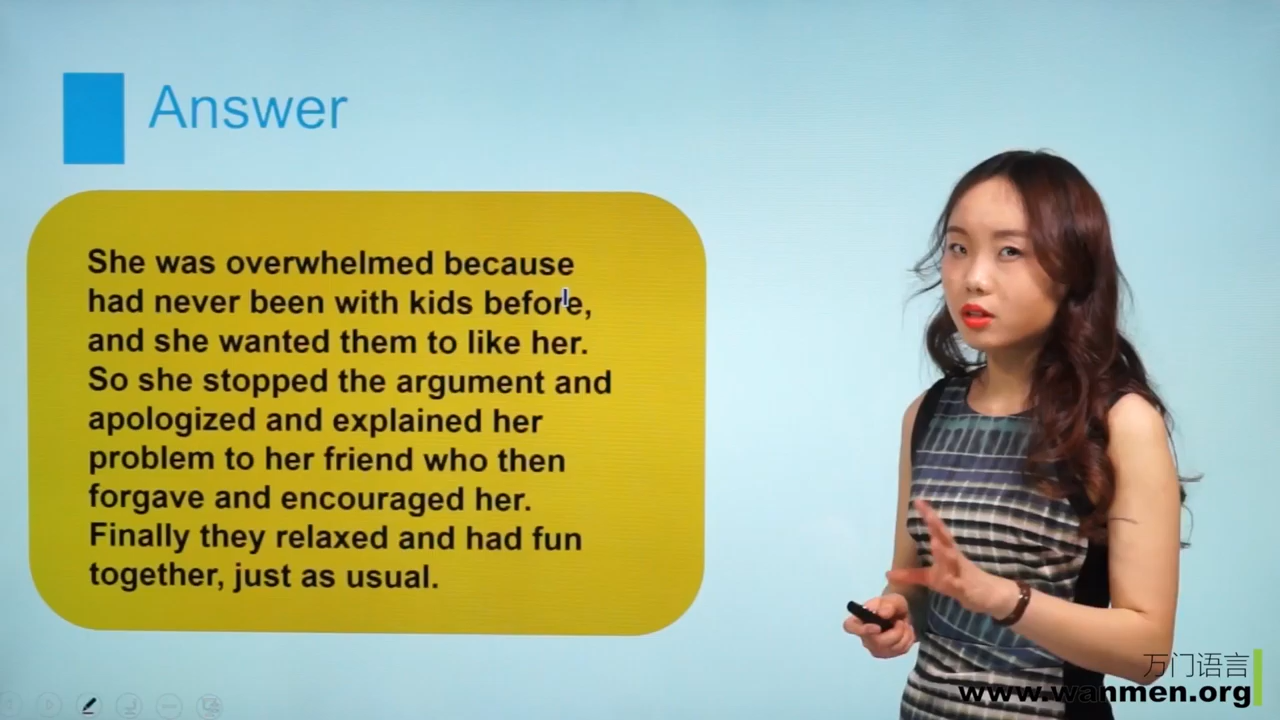 Answer
She was overwhelmed because
had never been with kids before,
and she wanted them to like her.
So she stopped the argument and
apologized and explained her
problem to her friend who then
forgave and encouraged her.
Finally they relaxed and had fun
together, just as usual.
万门语言
www.wanmen.org